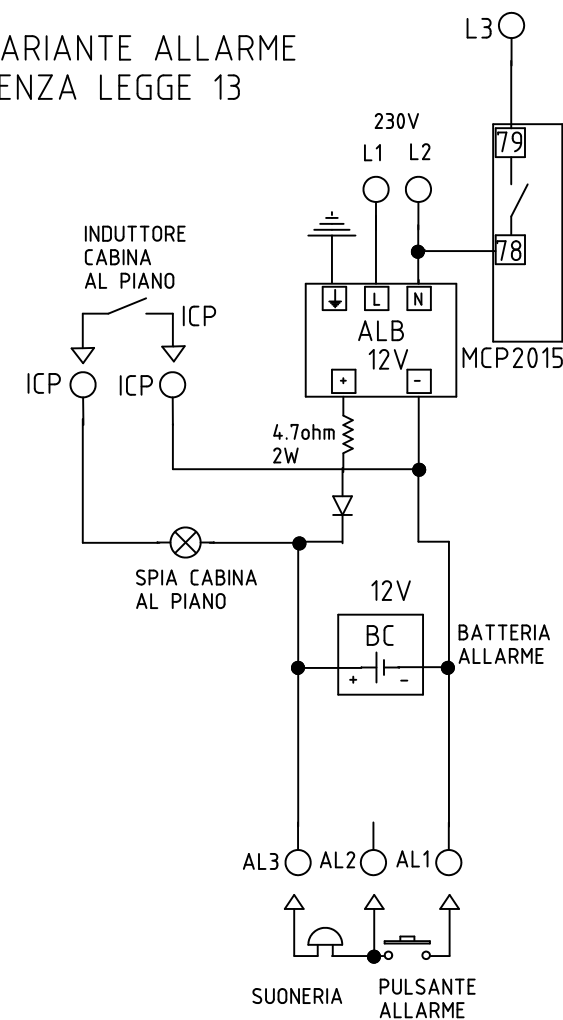 ARIANTE ALLARME
ENZA LEGGE 13
L3
230V
L1 L2
79
78
MCP2015
INDUTTORE
CABINA
AL PIANO
ICP
ICP ICP
L N
ALB
12V
+ -
4.7ohm
2W
SPIA CABINA
AL PIANO
12V
BC
+ -
BATTERIA
ALLARME
AL3 AL2 AL1
SUONERIA
PULSANTE
ALLARME